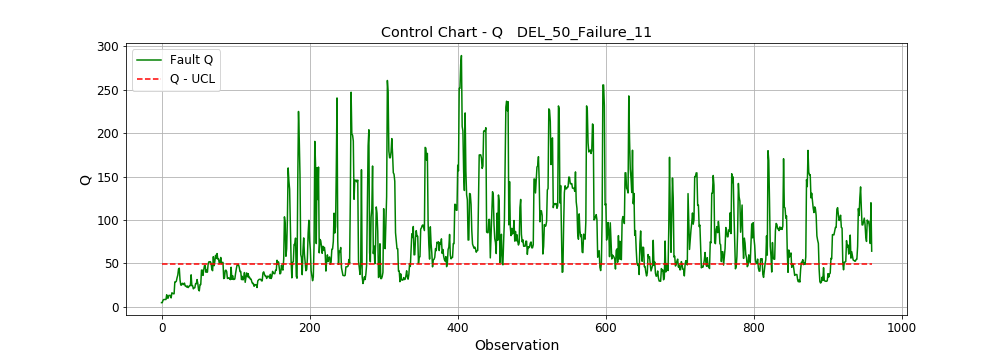 Control Chart - Q   DEL_50_Failure_11
Fault Q
Q - UCL
Q
300
250
200
150
100
50
0
0 200 400 600 800 1000
Observation